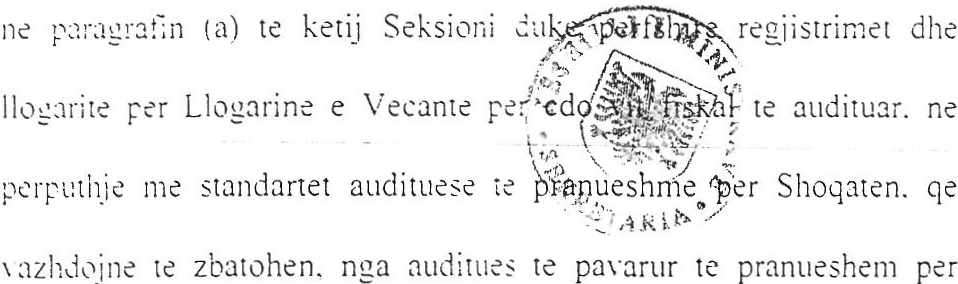 ne paragrafin (a) te ketij Seksioni duke perfshire regjistrimet dhe
llogarite per Llogarine e Vecante per cdo vit fiskal te audituar. ne
perputhje me standartet audituese te pranueshme per Shoqaten. qe
vazhdojne te zbatohen, nga auditues te pavarur te pranueshem per